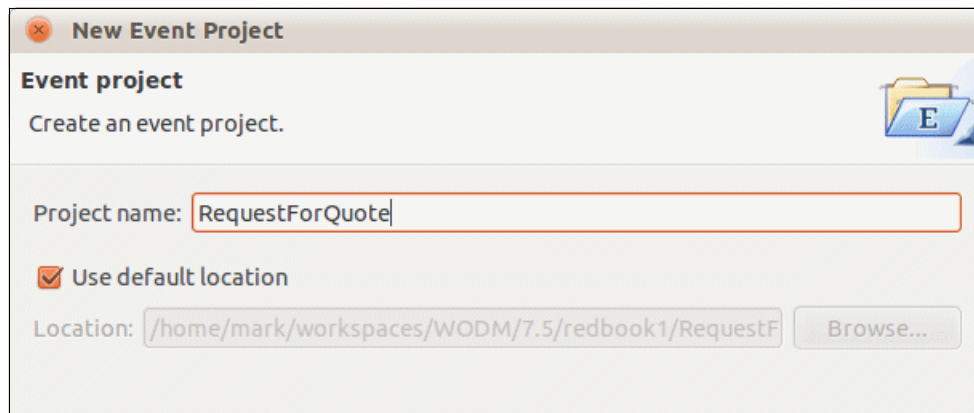 New Event Project
Event project
Create an event project.
E
Project name: RequestForQuote
Use default location
Location: /home/mark/workspaces/WODM/7.5/redbook1/RequestF Browse...